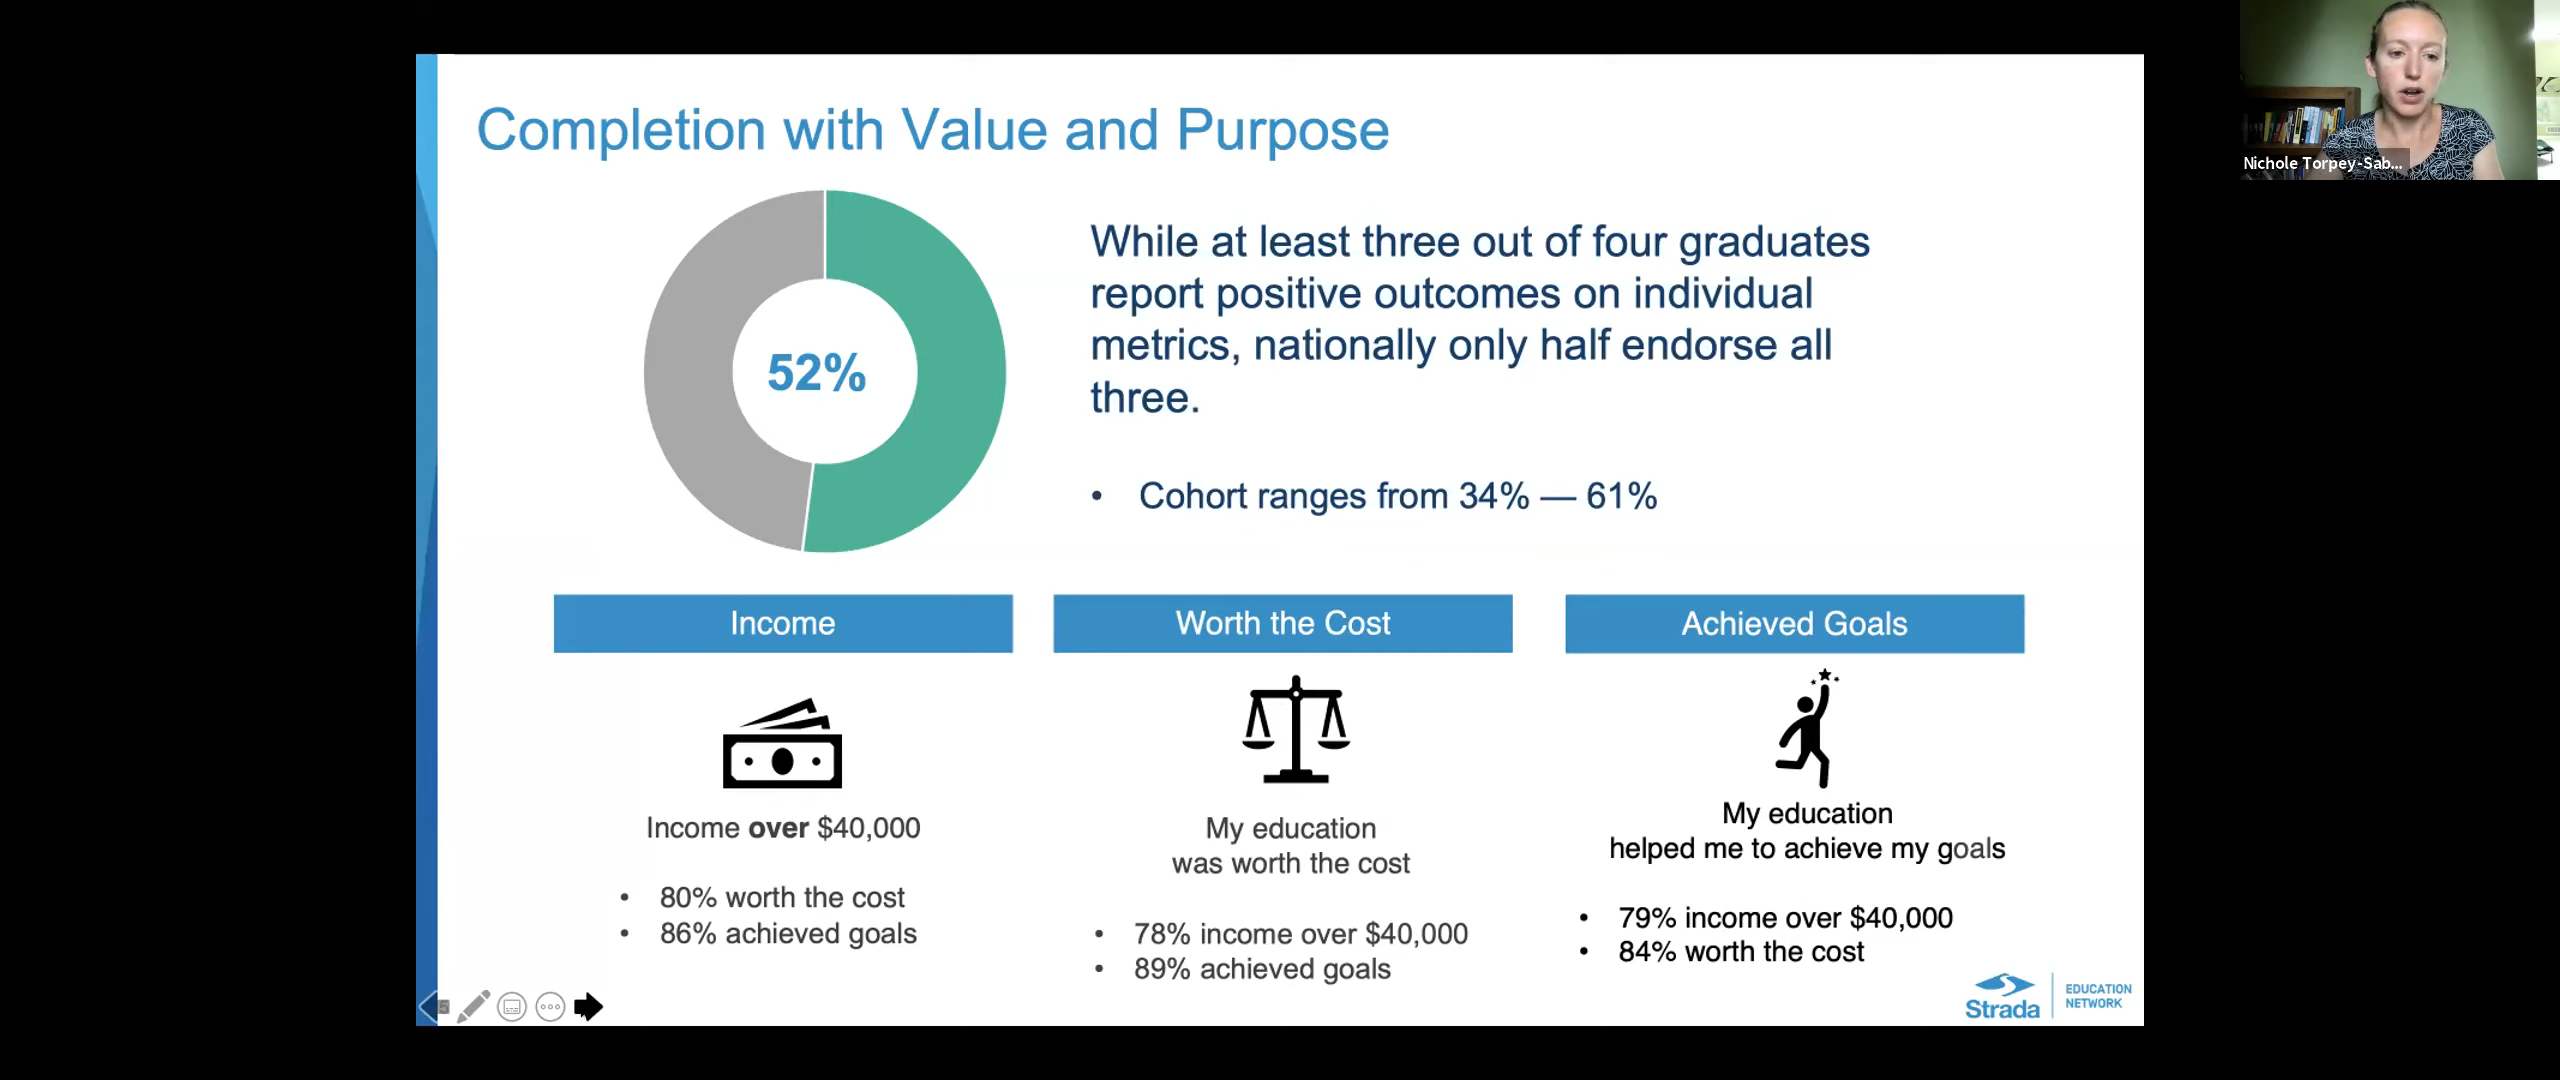 Completion with Value and Purpose
52%
While at least three out of four graduates
report positive outcomes on individual
metrics, nationally only half endorse all
three.
• Cohort ranges from 34% — 61%
Income
Income over $40,000
• 80% worth the cost
• 86% achieved goals
Worth the Cost
My education
was worth the cost
• 78% income over $40,000
• 89% achieved goals
Achieved Goals
My education
helped me to achieve my goals
• 79% income over $40,000
• 84% worth the cost
Strada
EDUCATION
NETWORK
Nichole Torpey-Sab...